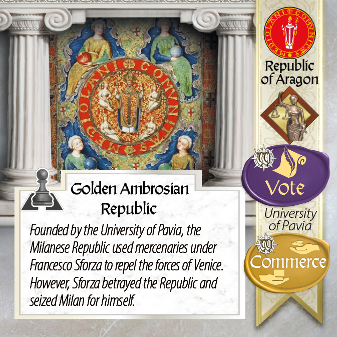 Golden Ambrosian
Republic
Founded by the University of Pavia, the
Milanese Republic used mercenaries under
Francesco Sforza to repel the forces of Venice.
However, Sforza betrayed the Republic and
seized Milan for himself.
Republic
of Aragon
Vote
University
of Pavia
Commerce